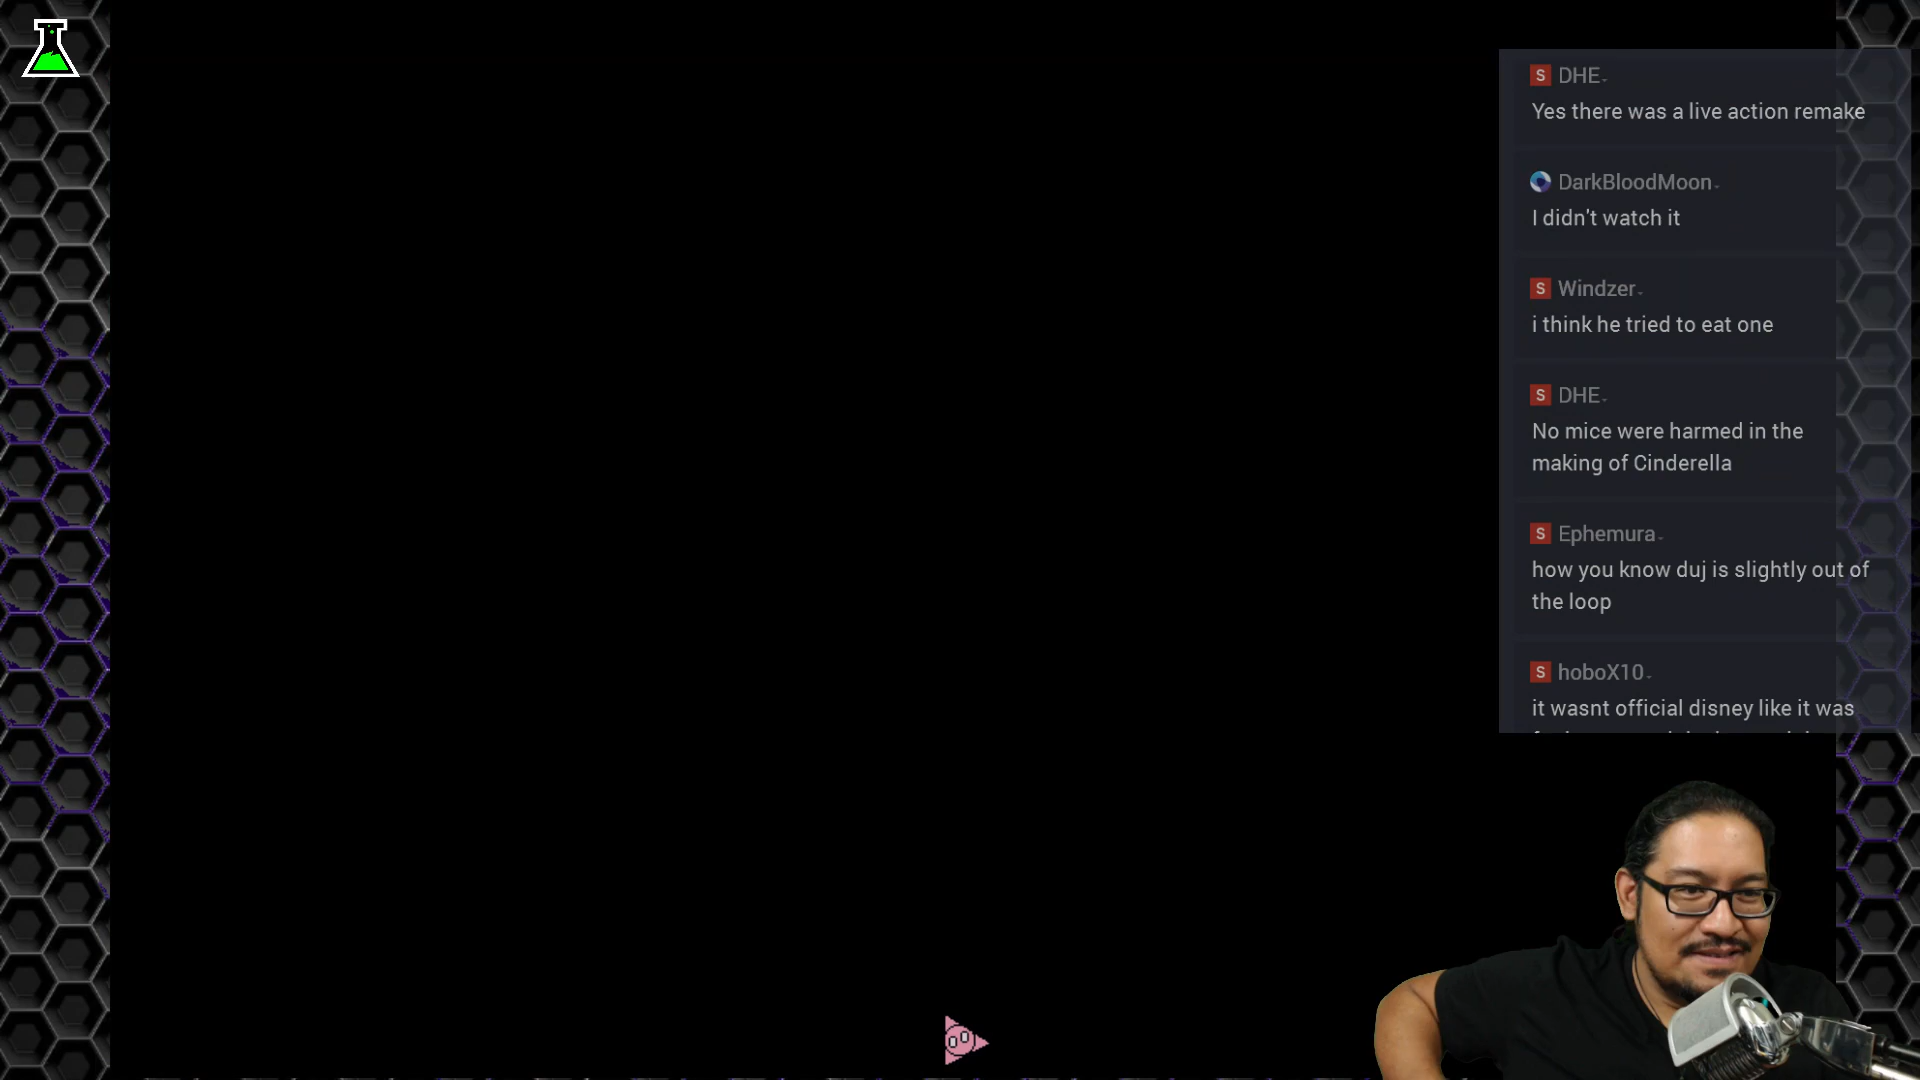 S DHE
Yes there was a live action remake
DarkBloodMoon
I didn't watch it
S Windzer
i think he tried to eat one
S DHE
No mice were harmed in the
making of Cinderella
S Ephemura
how you know duj is slightly out of
the loop
S hoboX10
it wasnt official disney like it was